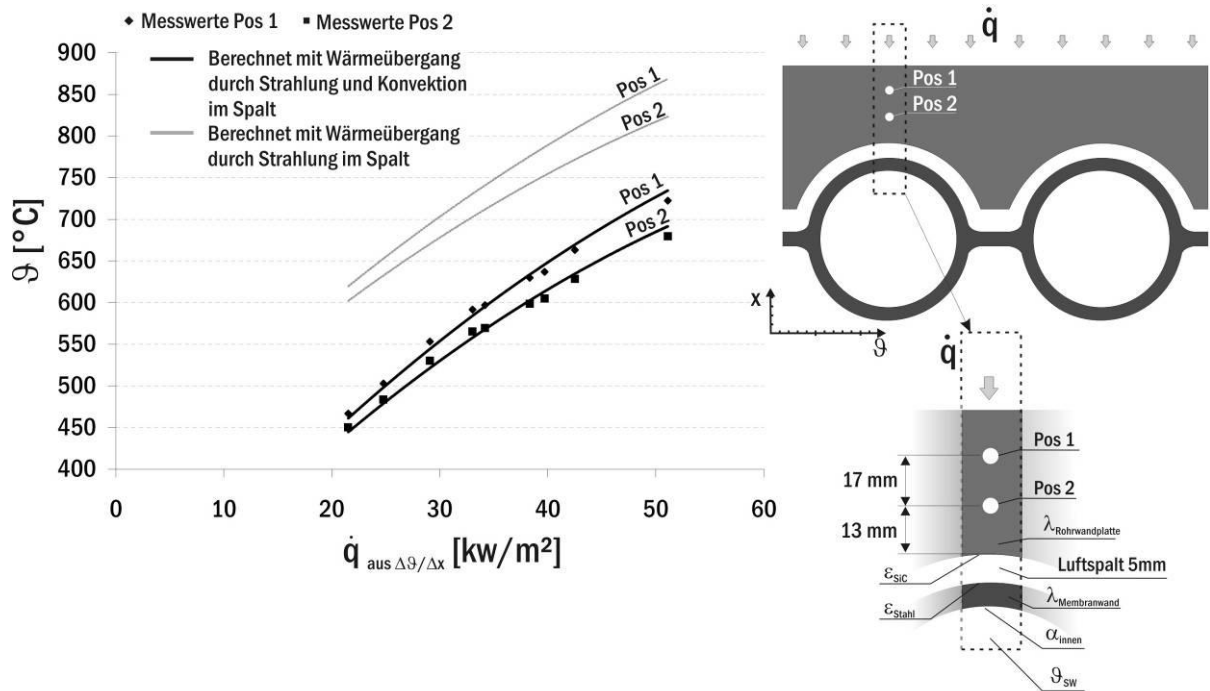 Messwerte Pos 1
Messwerte Pos 2
Berechnet mit Wärmeübergang
durch Strahlung und Konvektion
im Spalt
Berechnet mit Wärmeübergang
durch Strahlung im Spalt
900
850
800
750
700
650
600
550
500
450
400
ϑ [°C]
0
10
20
30
40
50
60
q̇ aus Δϑ/Δx [kw/m²]
Pos 1
Pos 2
Pos 1
Pos 2
q̇
Pos 1
Pos 2
x
ϑ
q̇
Pos 1
17 mm
Pos 2
13 mm
λRohrwandplatte
εSiC
Luftspalt 5mm
εStahl
λMembranwand
αinnen
ϑSW